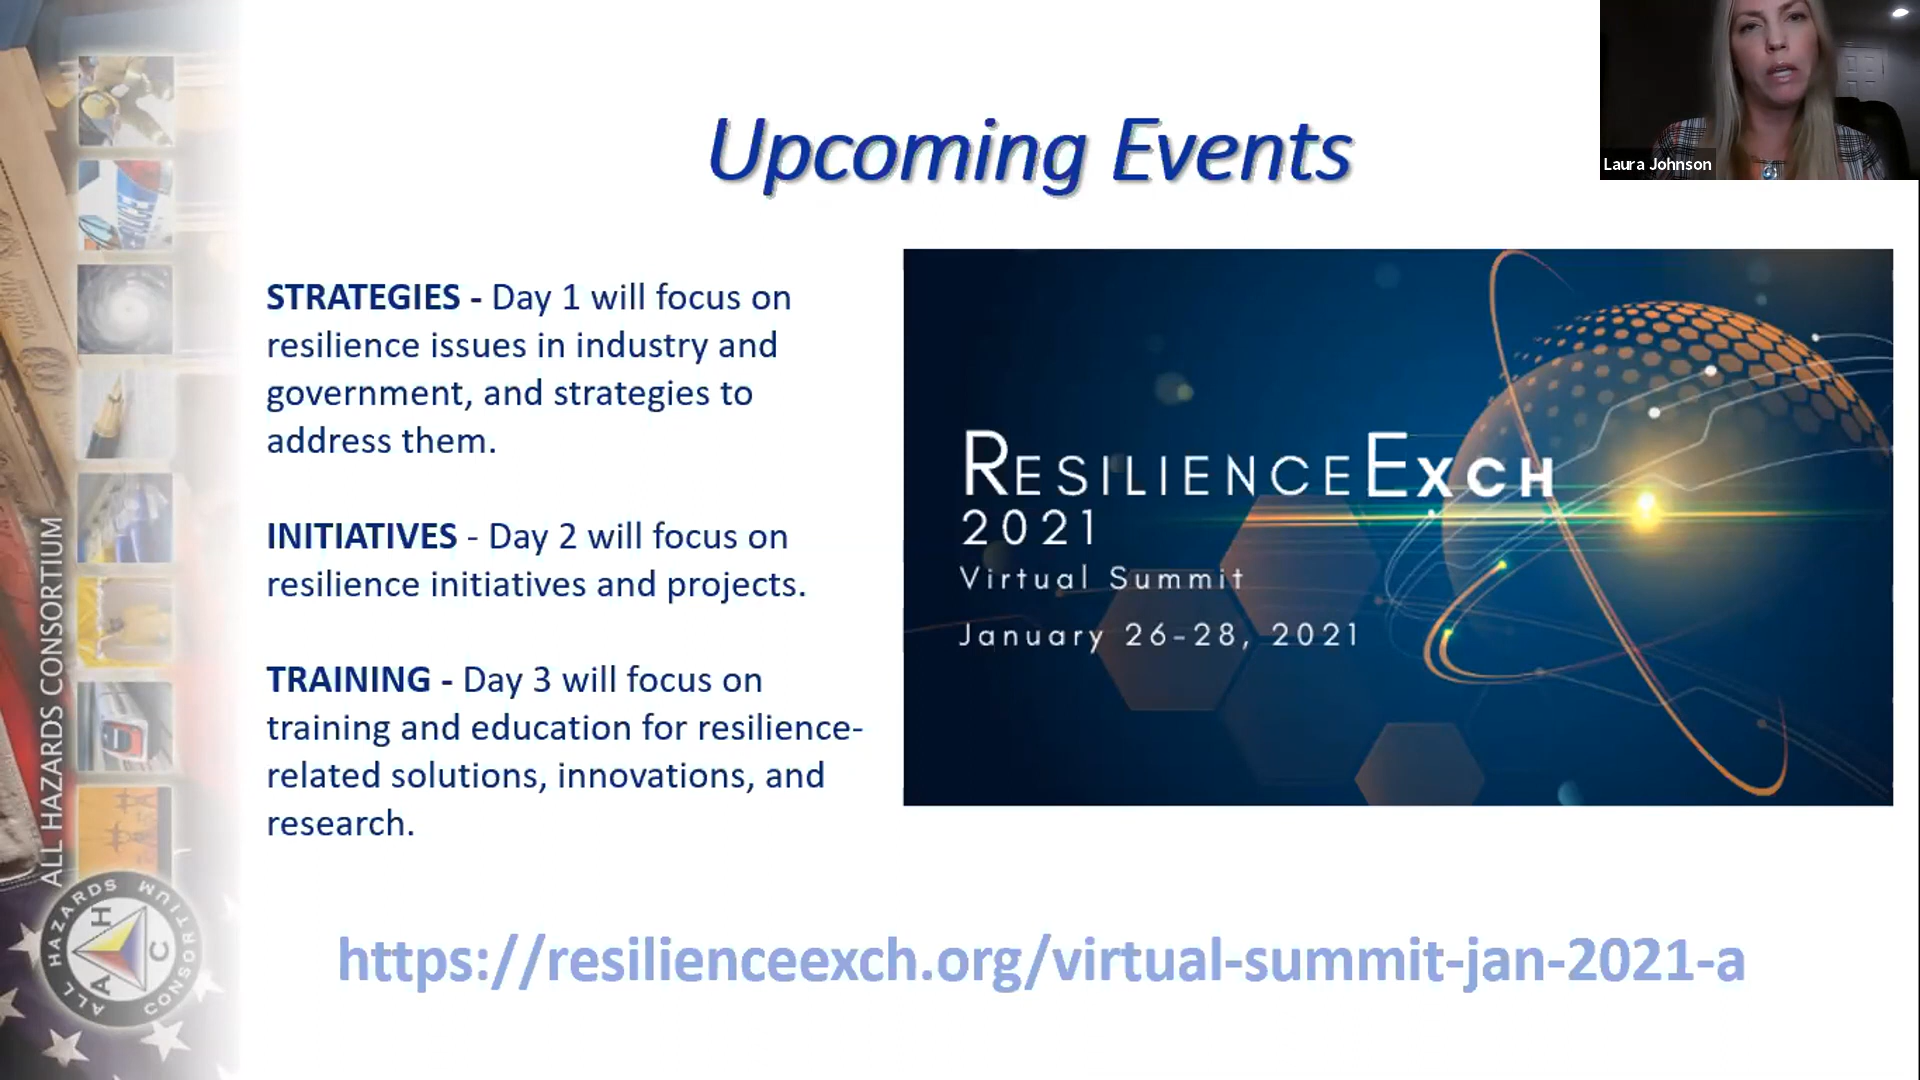 Upcoming Events
Laura Johnson
STRATEGIES - Day 1 will focus on
resilience issues in industry and
government, and strategies to
address them.
INITIATIVES - Day 2 will focus on
resilience initiatives and projects.
TRAINING - Day 3 will focus on
training and education for resilience-
related solutions, innovations, and
research.
RESILIENCEEXCH
2021
Virtual Summit
January 26-28, 2021
https://resilienceexch.org/virtual-summit-jan-2021-a
ALL HAZARDS CONSORTIUM
ALL HAZARDS CONSORTIUM
AHC
POLICE
VIRGINIA